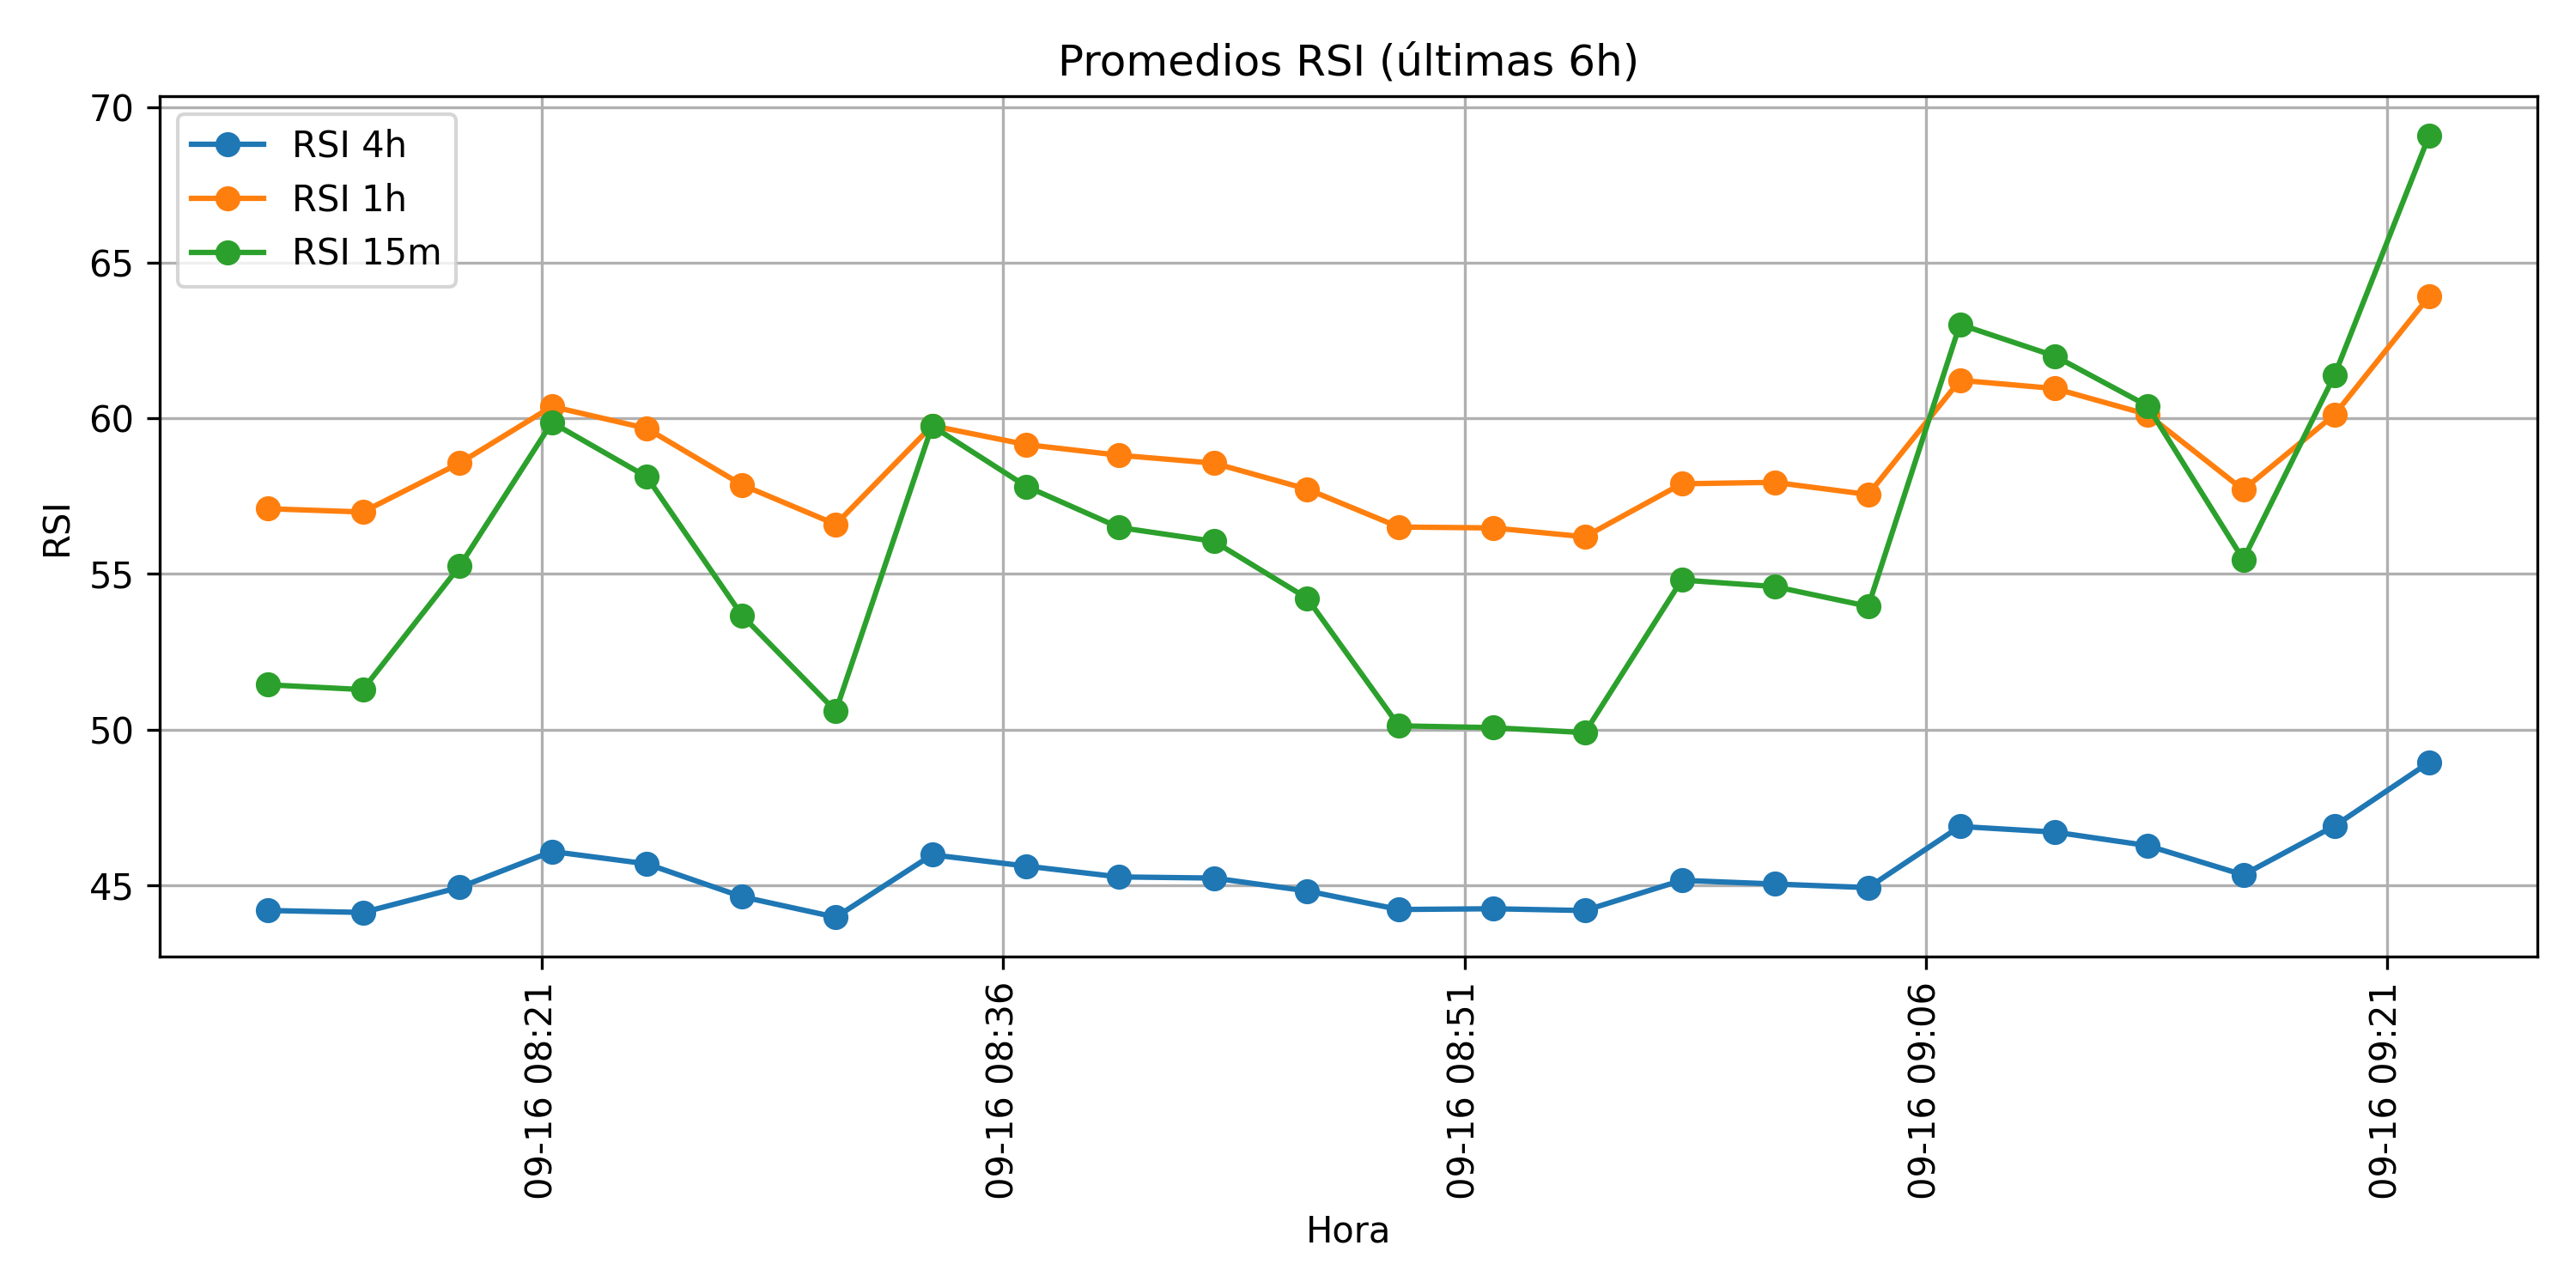 Promedios RSI (últimas 6h)
RSI 4h
RSI 1h
RSI 15m
70
65
60
55
50
45
RSI
09-16 08:21
09-16 08:36
09-16 08:51
09-16 09:06
09-16 09:21
Hora